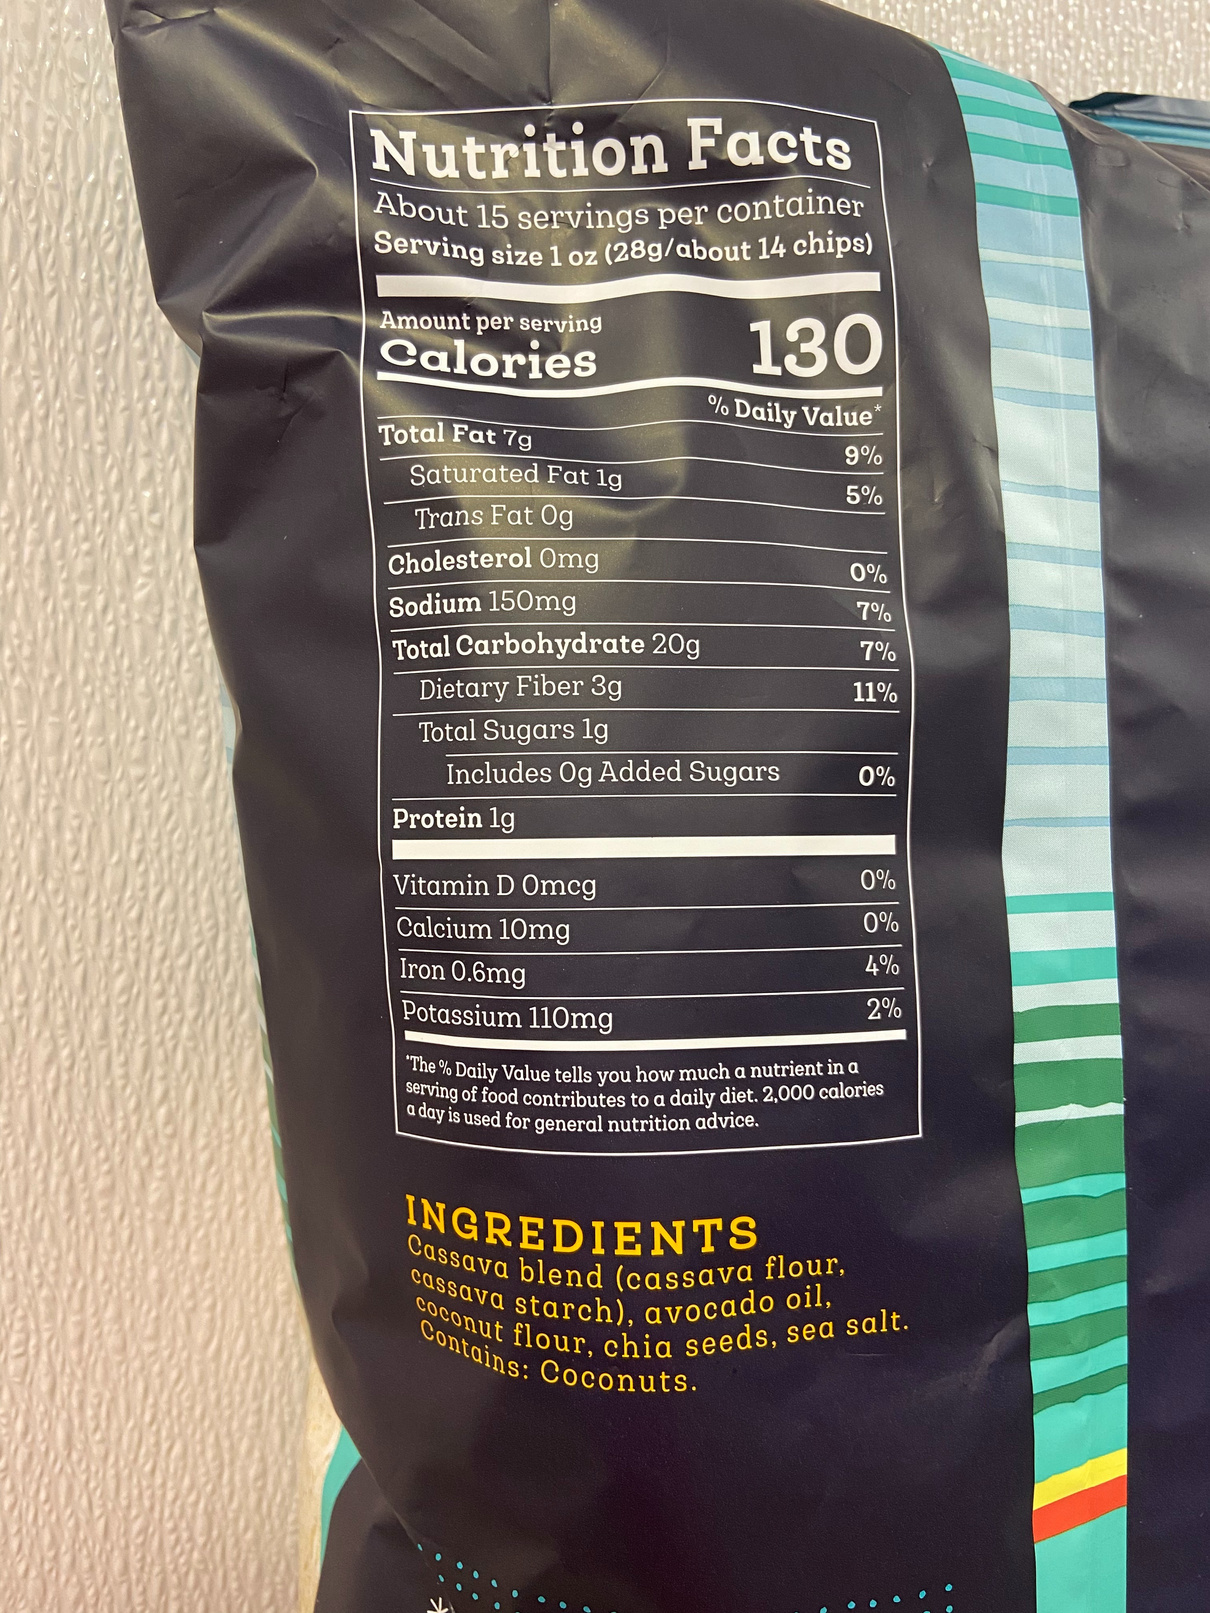 Nutrition Facts
About 15 servings per container
Serving size 1 oz (28g/about 14 chips)
Amount per serving
Calories 130
% Daily Value*
Total Fat 7g 9%
Saturated Fat 1g 5%
Trans Fat 0g
Cholesterol 0mg 0%
Sodium 150mg 7%
Total Carbohydrate 20g 7%
Dietary Fiber 3g 11%
Total Sugars 1g
Includes 0g Added Sugars 0%
Protein 1g
Vitamin D 0mcg 0%
Calcium 10mg 0%
Iron 0.6mg 4%
Potassium 110mg 2%
*The % Daily Value tells you how much a nutrient in a
serving of food contributes to a daily diet. 2,000 calories
a day is used for general nutrition advice.
INGREDIENTS
Cassava blend (cassava flour,
cassava starch), avocado oil,
coconut flour, chia seeds, sea salt.
Contains: Coconuts.